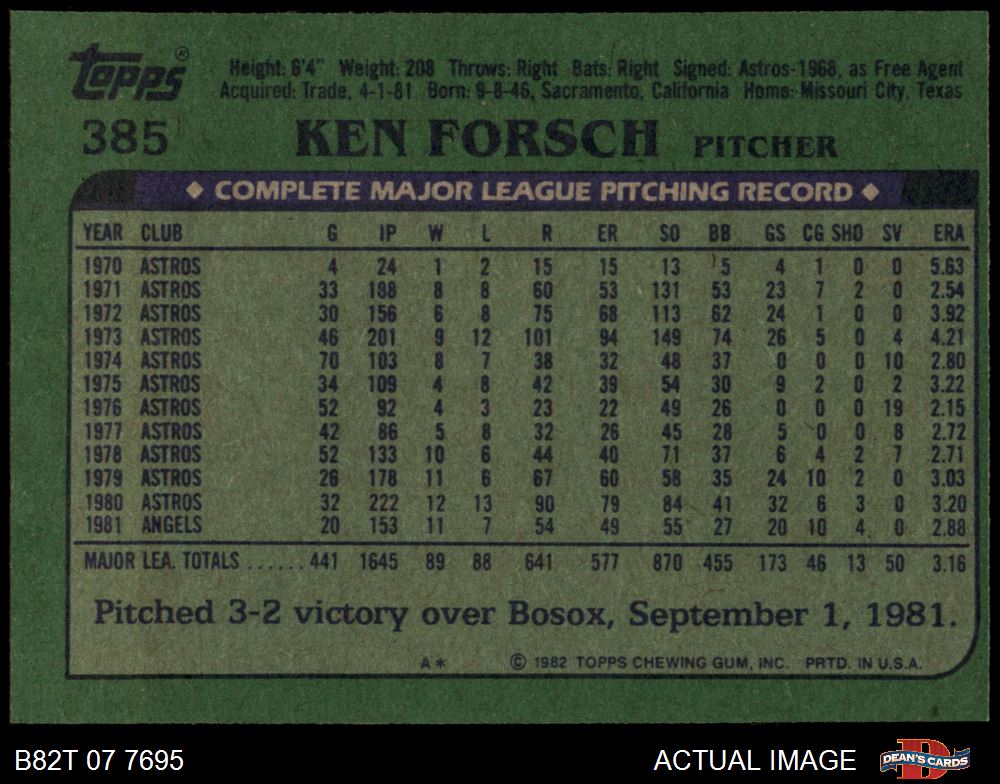 topps®
Height: 6'4" Weight: 208 Throws: Right Bats: Right Signed: Astros-1968, as Free Agent
Acquired: Trade, 4-1-81 Born: 9-8-46, Sacramento, California Home: Missouri City, Texas
385 KEN FORSCH PITCHER
◆ COMPLETE MAJOR LEAGUE PITCHING RECORD ◆
YEAR CLUB G IP W L R ER SO BB GS CG SHO SV ERA
1970 ASTROS 4 24 1 2 15 15 13 5 4 1 0 0 5.63
1971 ASTROS 33 188 8 8 60 53 131 53 23 7 2 0 2.54
1972 ASTROS 30 156 6 8 75 68 113 62 24 1 0 0 3.92
1973 ASTROS 46 201 9 12 101 94 149 74 26 5 0 4 4.21
1974 ASTROS 70 103 8 7 38 32 48 37 0 0 0 10 2.80
1975 ASTROS 34 109 4 8 42 39 54 30 9 2 0 2 3.22
1976 ASTROS 52 92 4 3 23 22 49 26 0 0 0 19 2.15
1977 ASTROS 42 86 5 8 32 26 45 28 5 0 0 8 2.72
1978 ASTROS 52 133 10 6 44 40 71 37 6 4 2 7 2.71
1979 ASTROS 26 178 11 6 67 60 58 35 24 10 2 0 3.03
1980 ASTROS 32 222 12 13 90 79 84 41 32 6 3 0 3.20
1981 ANGELS 20 153 11 7 54 49 55 27 20 10 4 0 2.88
MAJOR LEA. TOTALS ......441 1645 89 88 641 577 870 455 173 46 13 50 3.16
Pitched 3-2 victory over Bosox, September 1, 1981.
A* © 1982 TOPPS CHEWING GUM, INC. PRTD. IN U.S.A.
B82T 07 7695 ACTUAL IMAGE DEAN'S CARDS